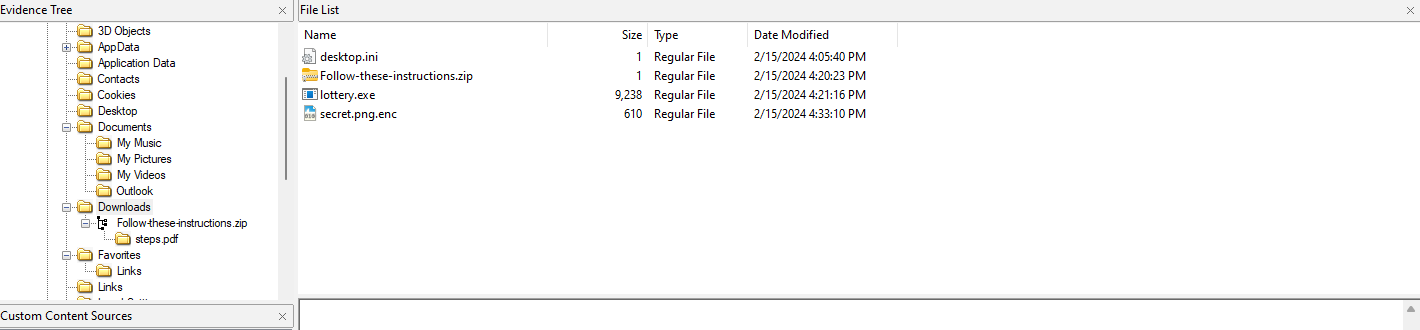 Evidence Tree
3D Objects
AppData
Application Data
Contacts
Cookies
Desktop
Documents
My Music
My Pictures
My Videos
Outlook
Downloads
Follow-these-instructions.zip
steps.pdf
Favorites
Links
Links
Custom Content Sources
File List
Name Size Type Date Modified
desktop.ini 1 Regular File 2/15/2024 4:05:40 PM
Follow-these-instructions.zip 1 Regular File 2/15/2024 4:20:23 PM
lottery.exe 9,238 Regular File 2/15/2024 4:21:16 PM
secret.png.enc 610 Regular File 2/15/2024 4:33:10 PM